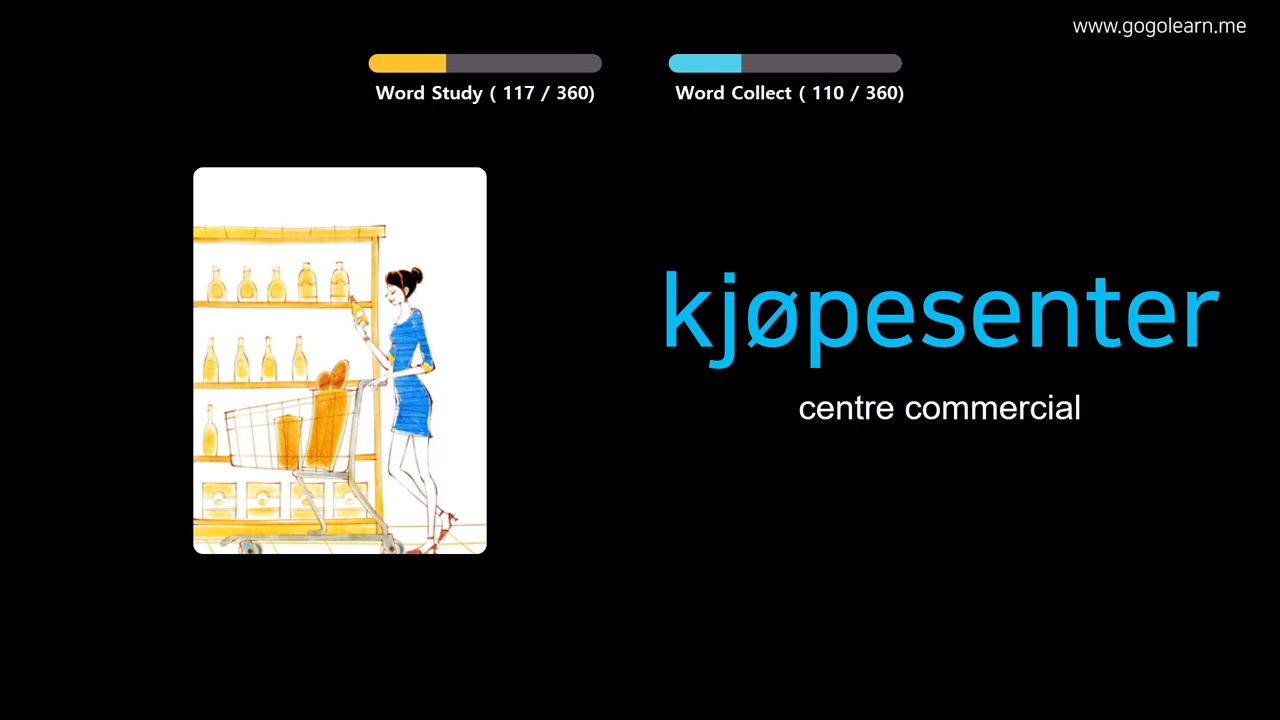 www.gogolearn.me
Word Study ( 117 / 360)
Word Collect ( 110 / 360)
kjøpesenter
centre commercial